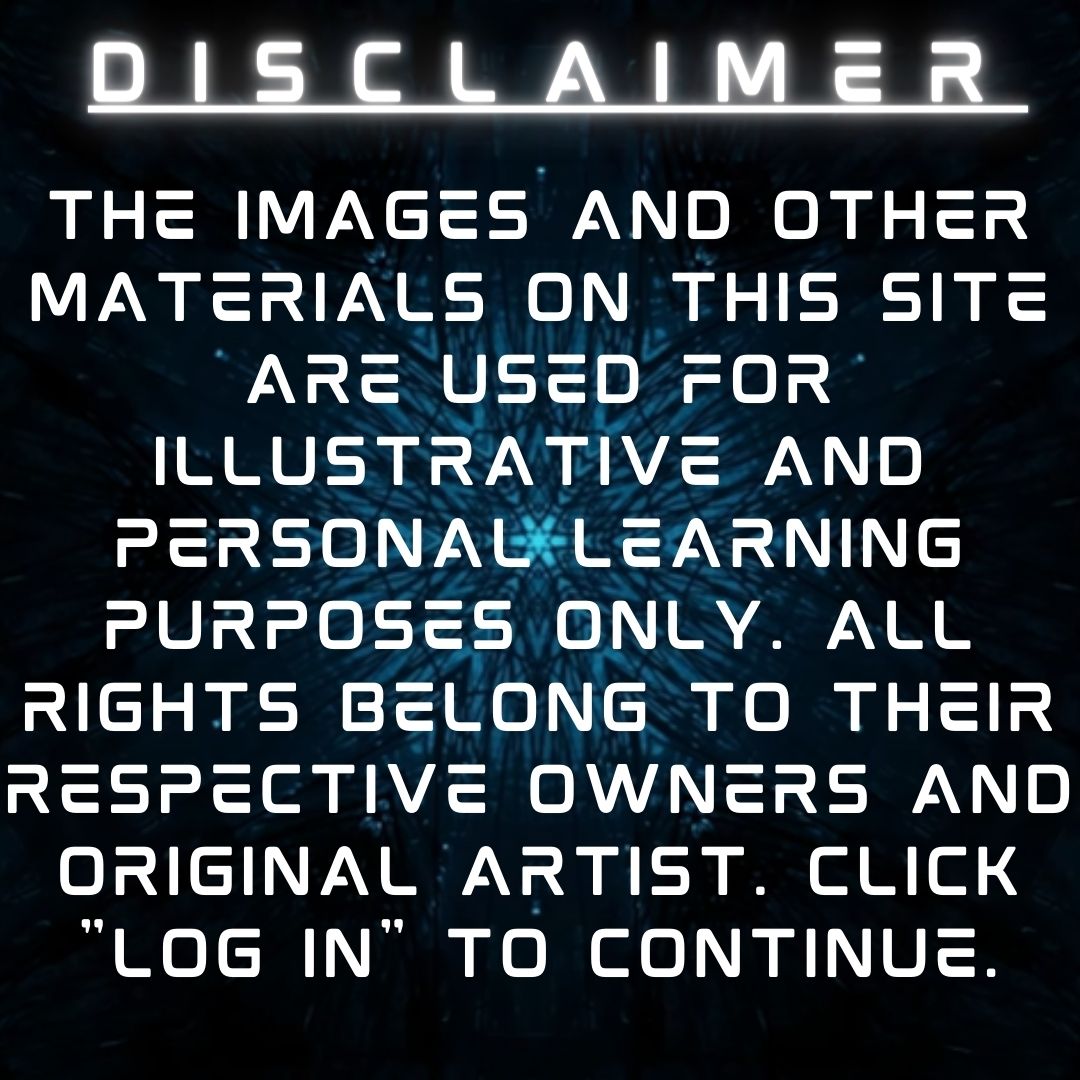 DISCLAIMER
THE IMAGES AND OTHER
MATERIALS ON THIS SITE
ARE USED FOR
ILLUSTRATIVE AND
PERSONAL LEARNING
PURPOSES ONLY. ALL
RIGHTS BELONG TO THEIR
RESPECTIVE OWNERS AND
ORIGINAL ARTIST. CLICK
"LOG IN" TO CONTINUE.